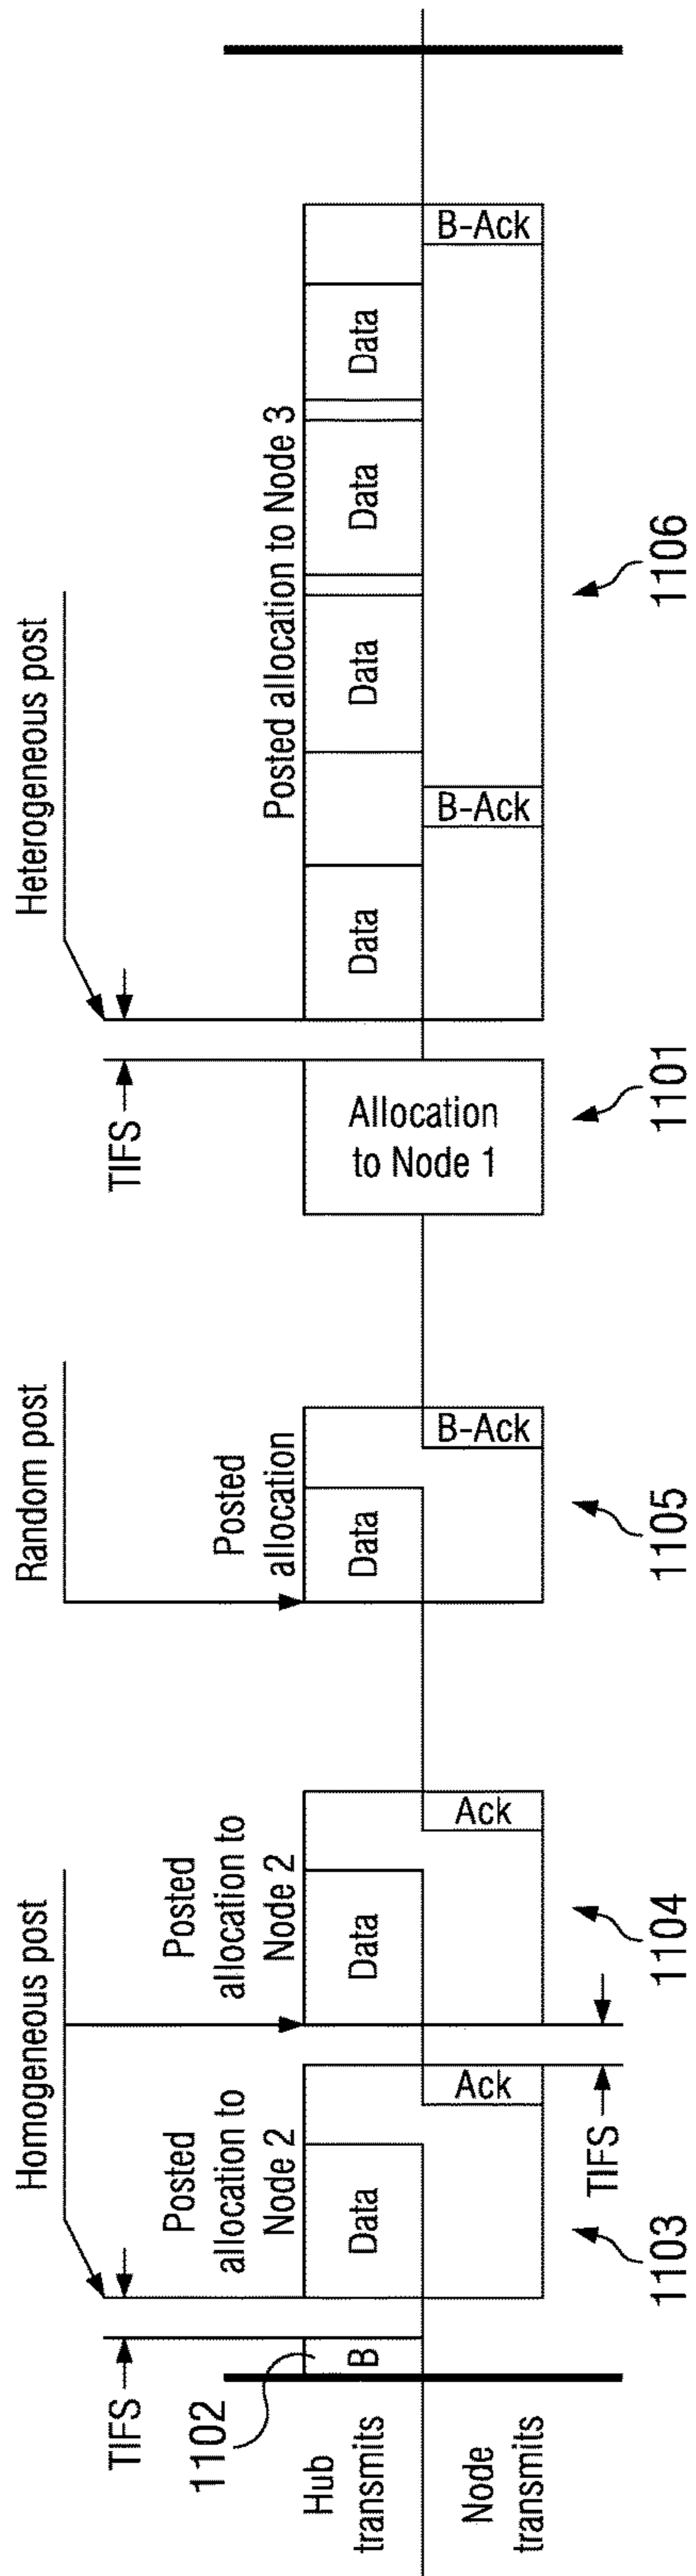 Homogeneous post
Random post
Heterogeneous post
TIFS
TIFS
1102
Hub
transmits
B
Posted
allocation to
Node 2
Data
Posted
allocation to
Node 2
Data
Posted
allocation
Data
Allocation
to Node 1
Posted allocation to Node 3
Data
Data
Data
Data
Node
transmits
Ack
Ack
B-Ack
B-Ack
B-Ack
TIFS
1103
1104
1105
1101
1106